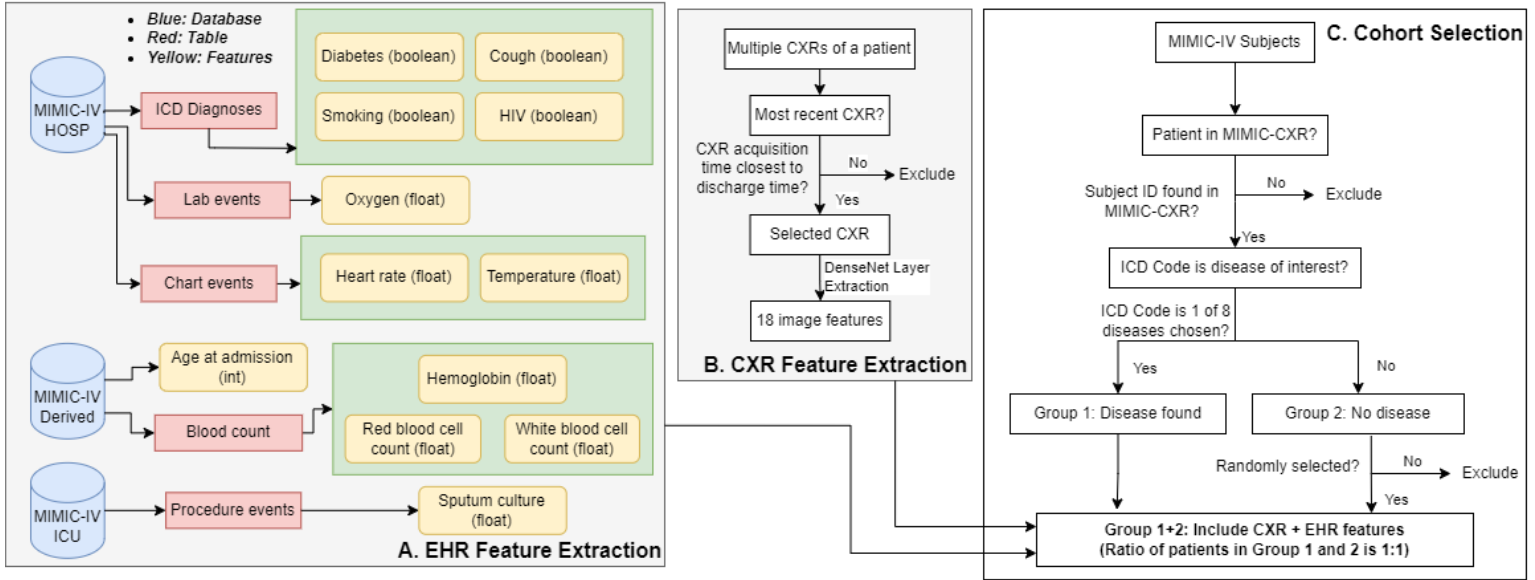 • Blue: Database
• Red: Table
• Yellow: Features
MIMIC-IV
HOSP
ICD Diagnoses
Diabetes (boolean)
Cough (boolean)
Smoking (boolean)
HIV (boolean)
Lab events
Oxygen (float)
Chart events
Heart rate (float)
Temperature (float)
MIMIC-IV
Derived
Age at admission
(int)
Blood count
Hemoglobin (float)
Red blood cell
count (float)
White blood cell
count (float)
MIMIC-IV
ICU
Procedure events
Sputum culture
(float)
A. EHR Feature Extraction
Multiple CXRs of a patient
Most recent CXR?
CXR acquisition
time closest to
discharge time?
No
Exclude
Yes
Selected CXR
DenseNet Layer
Extraction
18 image features
B. CXR Feature Extraction
C. Cohort Selection
MIMIC-IV Subjects
Patient in MIMIC-CXR?
Subject ID found in
MIMIC-CXR?
No
Exclude
Yes
ICD Code is disease of interest?
ICD Code is 1 of 8
diseases chosen?
Yes
No
Group 1: Disease found
Group 2: No disease
Randomly selected?
No
Exclude
Yes
Group 1+2: Include CXR + EHR features
(Ratio of patients in Group 1 and 2 is 1:1)